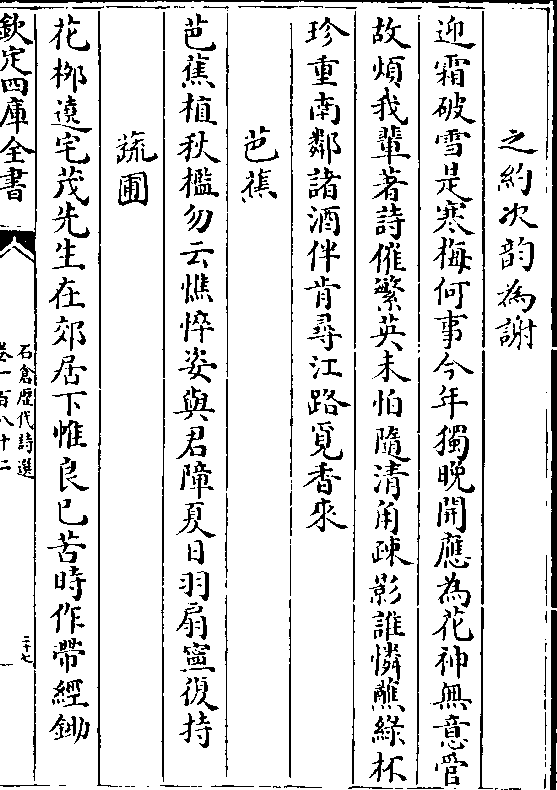 之約次韵為謝
迎霜破雪是寒梅何事今年獨晚開應為花神無意管
故煩我輩著詩催繁英未怕隨清角疎影誰憐蘸緑杯
珍重南鄰諸酒伴肯尋江路覓香來
芭蕉
芭蕉植秋檻勿云憔悴姿與君障夏日羽扇寧復持
蔬圃
花栁遶宅茂先生在郊居下帷良已苦時作帶經鋤
欽定四庫全書
石倉歴代詩選
卷一百八十二
二十七